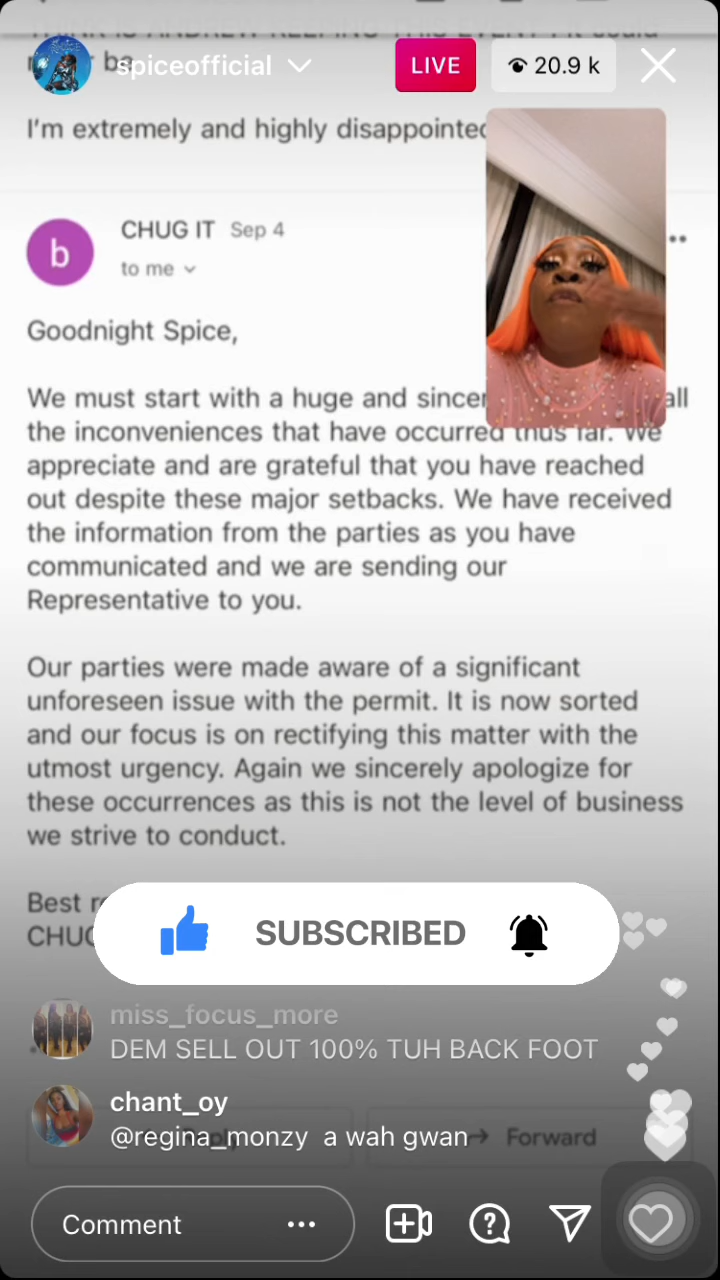 spiceofficial
LIVE
20.9 k
I'm extremely and highly disappointed
b
CHUG IT Sep 4
to me
Goodnight Spice,
We must start with a huge and all
the inconveniences that have occurred thus far. We
appreciate and are grateful that you have reached
out despite these major setbacks. We have received
the information from the parties as you have
communicated and we are sending our
Representative to you.
Our parties were made aware of a significant
unforeseen issue with the permit. It is now sorted
and our focus is on rectifying this matter with the
utmost urgency. Again we sincerely apologize for
these occurrences as this is not the level of business
we strive to conduct.
Best
SUBSCRIBED
miss_focus_more
DEM SELL OUT 100% TUH BACK FOOT
chant_oy
@regina_monzy a wah gwan
Forward
Comment